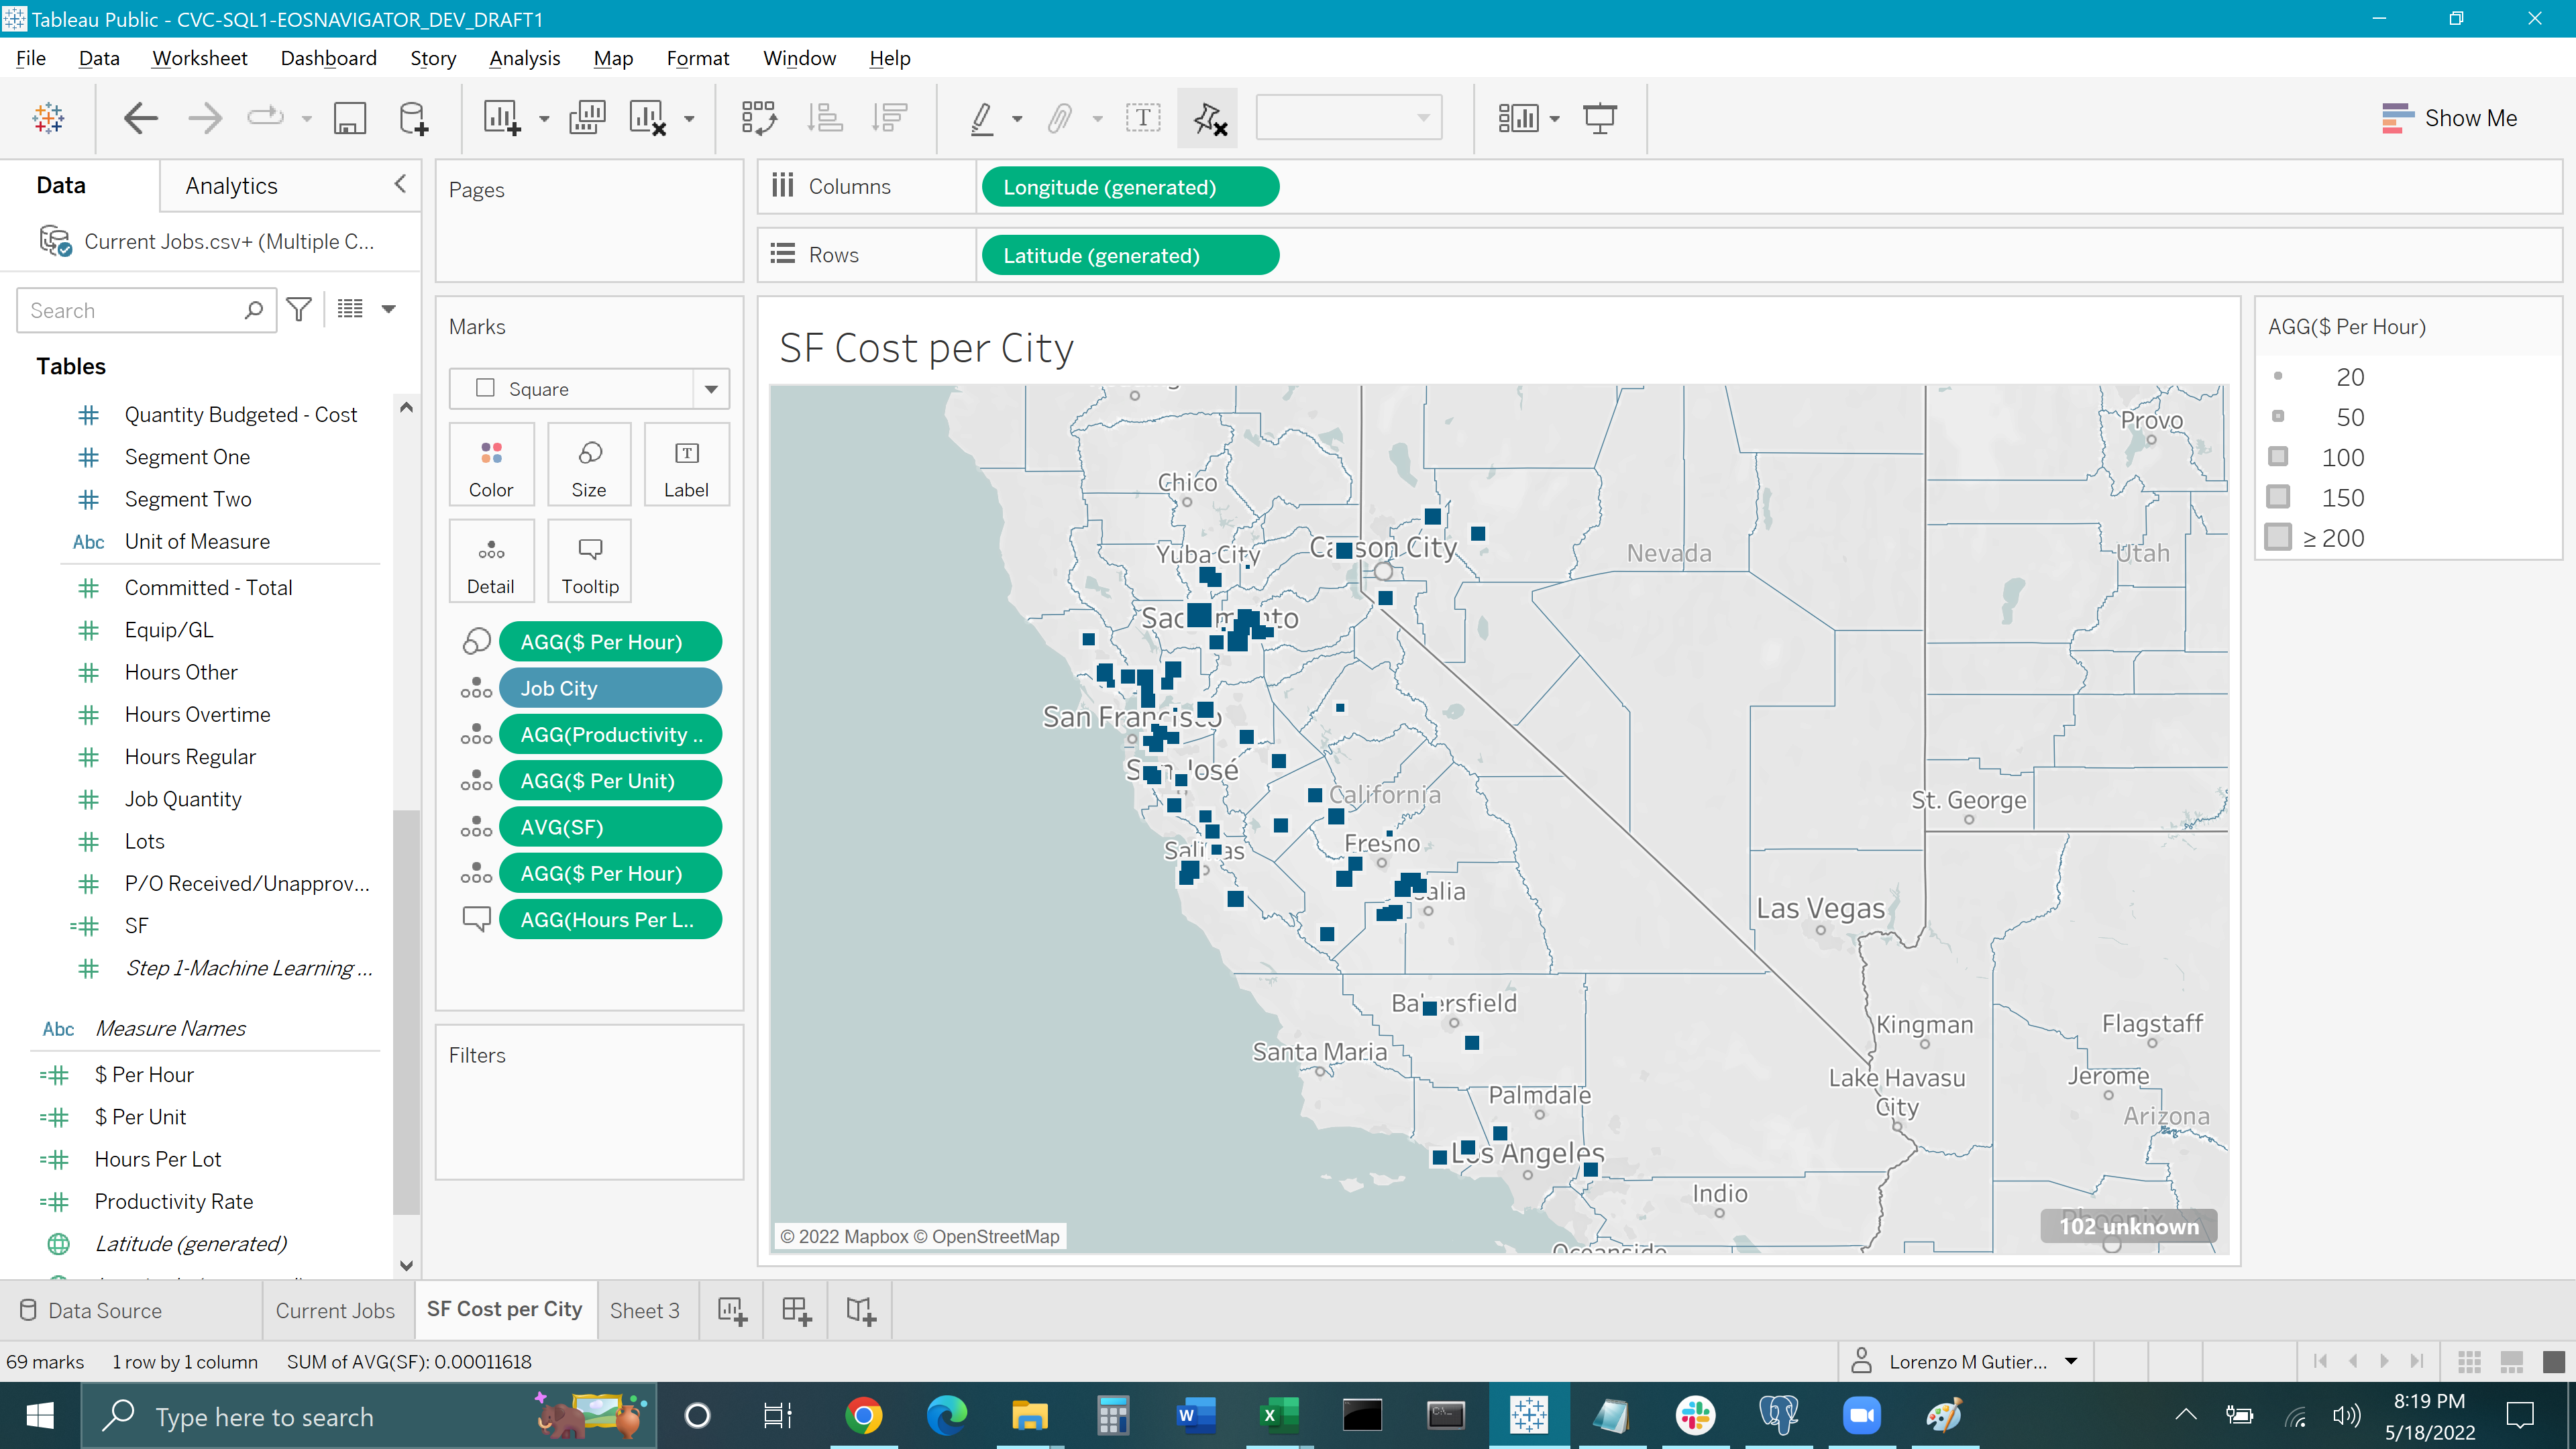 Tableau Public - CVC-SQL1-EOSNAVIGATOR_DEV_DRAFT1
File Data Worksheet Dashboard Story Analysis Map Format Window Help
Show Me
Data
Analytics
Current Jobs.csv+ (Multiple C...
Search
Tables
Quantity Budgeted - Cost
Segment One
Segment Two
Abc Unit of Measure
Committed - Total
Equip/GL
Hours Other
Hours Overtime
Hours Regular
Job Quantity
Lots
P/O Received/Unapprov...
SF
Step 1-Machine Learning ...
Abc Measure Names
$ Per Hour
$ Per Unit
Hours Per Lot
Productivity Rate
Latitude (generated)
Pages
Marks
Square
Color
Size
Label
Detail
Tooltip
AGG($ Per Hour)
Job City
AGG(Productivity ..
AGG($ Per Unit)
AVG(SF)
AGG($ Per Hour)
AGG(Hours Per L..
Filters
Columns
Longitude (generated)
Rows
Latitude (generated)
SF Cost per City
Provo
Chico
Yuba City
Carson City
Nevada
Utah
Sacramento
San Francisco
San José
California
St. George
Fresno
Salinas
Las Vegas
Bakersfield
Kingman
Flagstaff
Santa Maria
Lake Havasu
City
Jerome
Palmdale
Arizona
Los Angeles
Indio
Phoenix
102 unknown
Oceanside
© 2022 Mapbox © OpenStreetMap
AGG($ Per Hour)
20
50
100
150
≥ 200
Data Source
Current Jobs
SF Cost per City
Sheet 3
69 marks
1 row by 1 column
SUM of AVG(SF): 0.00011618
Lorenzo M Gutier...
Type here to search
8:19 PM
5/18/2022